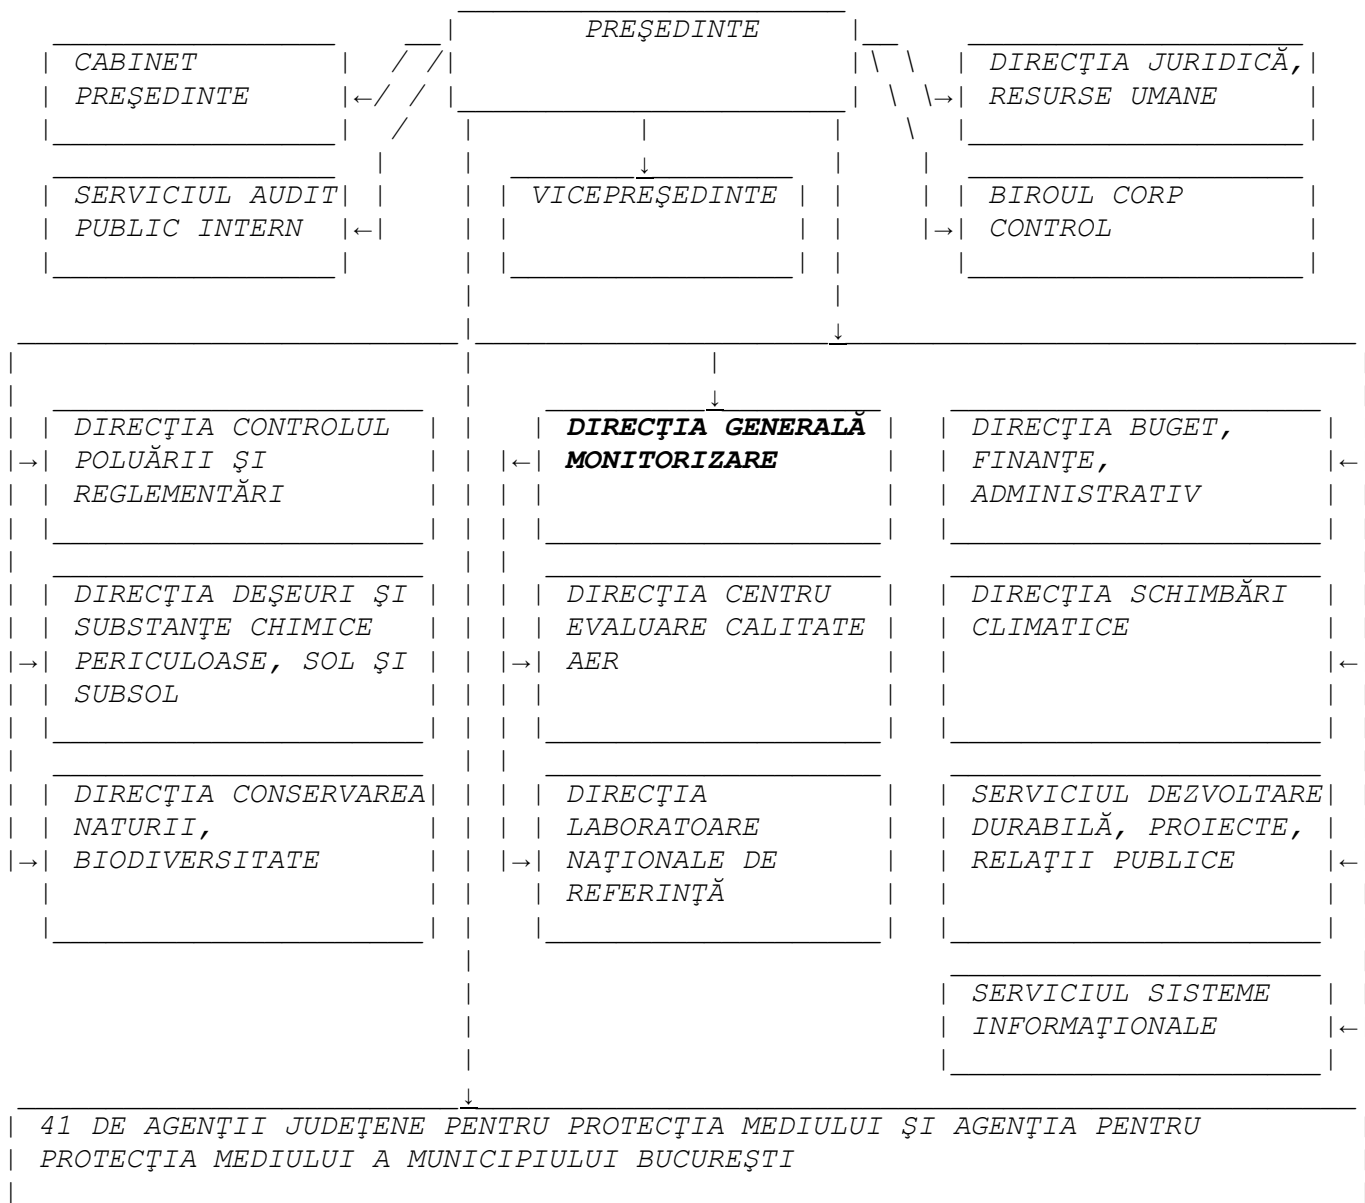 PREŞEDINTE
CABINET
PREŞEDINTE
DIRECŢIA JURIDICĂ,
RESURSE UMANE
SERVICIUL AUDIT
PUBLIC INTERN
VICEPREŞEDINTE
BIROUL CORP
CONTROL
DIRECŢIA CONTROLUL
POLUĂRII ŞI
REGLEMENTĂRI
DIRECŢIA GENERALĂ
MONITORIZARE
DIRECŢIA BUGET,
FINANŢE,
ADMINISTRATIV
DIRECŢIA DEŞEURI ŞI
SUBSTANŢE CHIMICE
PERICULOASE, SOL ŞI
SUBSOL
DIRECŢIA CENTRU
EVALUARE CALITATE
AER
DIRECŢIA SCHIMBĂRI
CLIMATICE
DIRECŢIA CONSERVAREA
NATURII,
BIODIVERSITATE
DIRECŢIA
LABORATOARE
NAŢIONALE DE
REFERINŢĂ
SERVICIUL DEZVOLTARE
DURABILĂ, PROIECTE,
RELAŢII PUBLICE
SERVICIUL SISTEME
INFORMAŢIONALE
41 DE AGENŢII JUDEŢENE PENTRU PROTECŢIA MEDIULUI ŞI AGENŢIA PENTRU
PROTECŢIA MEDIULUI A MUNICIPIULUI BUCUREŞTI